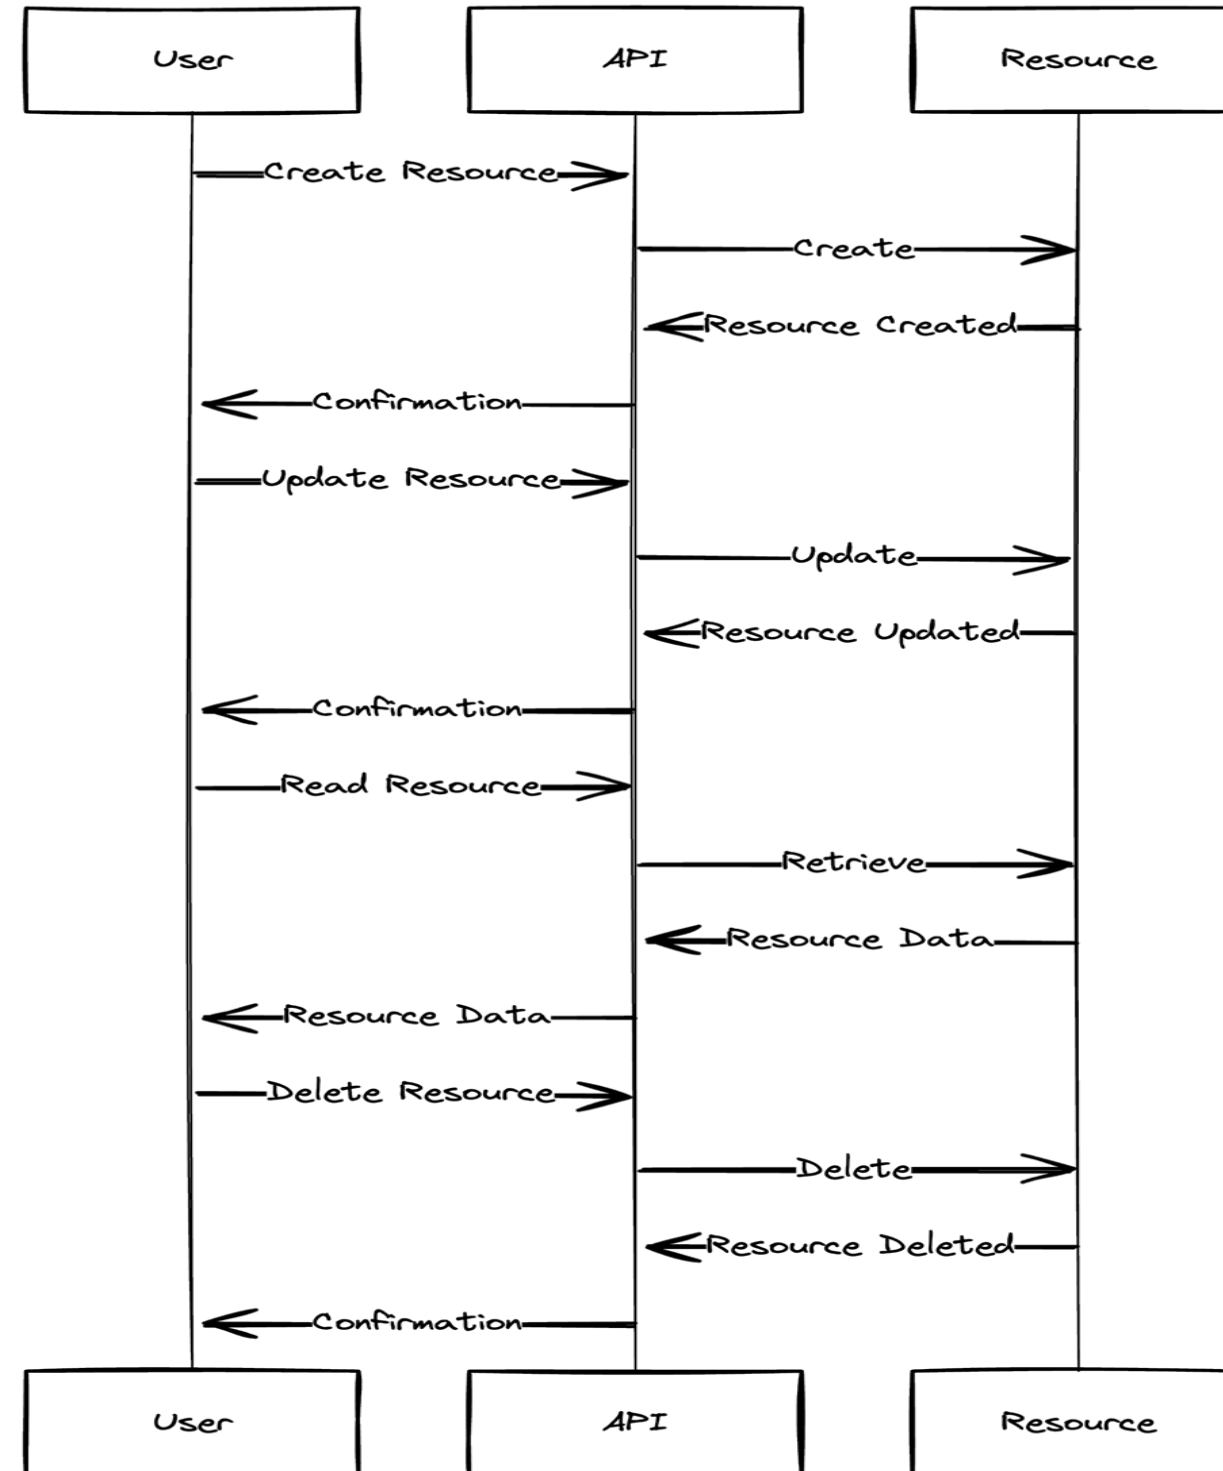 User
API
Resource
Create Resource
Create
Resource Created
Confirmation
Update Resource
Update
Resource Updated
Confirmation
Read Resource
Retrieve
Resource Data
Resource Data
Delete Resource
Delete
Resource Deleted
Confirmation
User
API
Resource